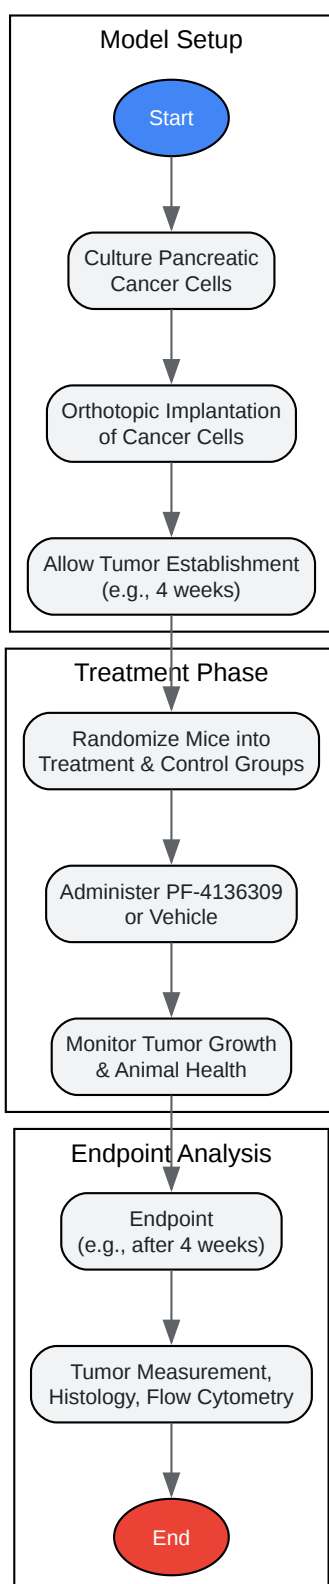 Model Setup
Start
Culture Pancreatic
Cancer Cells
Orthotopic Implantation
of Cancer Cells
Allow Tumor Establishment
(e.g., 4 weeks)
Treatment Phase
Randomize Mice into
Treatment & Control Groups
Administer PF-4136309
or Vehicle
Monitor Tumor Growth
& Animal Health
Endpoint Analysis
Endpoint
(e.g., after 4 weeks)
Tumor Measurement,
Histology, Flow Cytometry
End